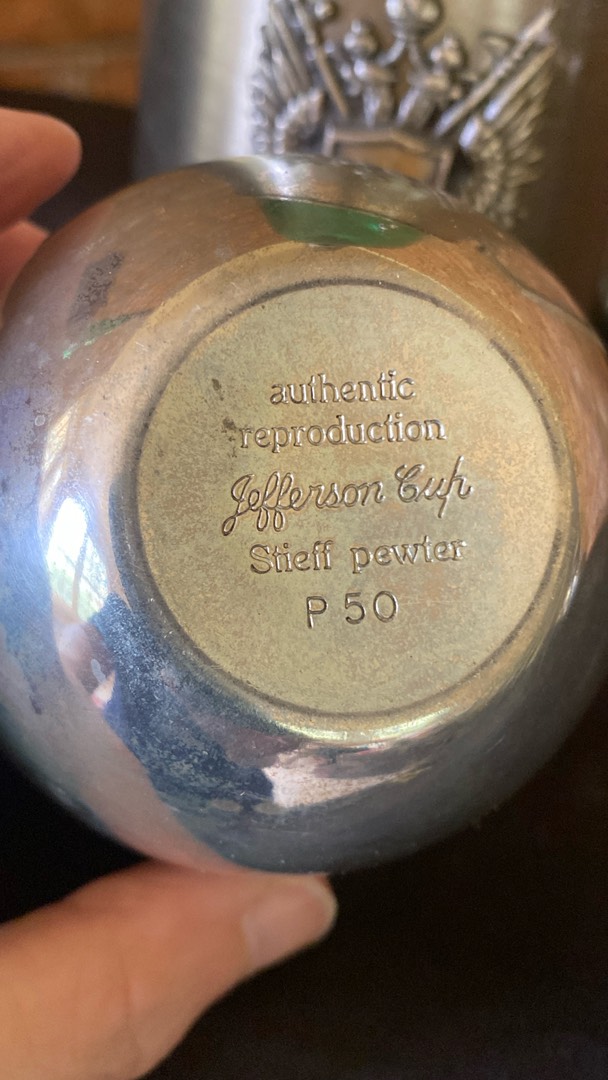 authentic
reproduction
Jefferson Cup
Stieff pewter
P 50